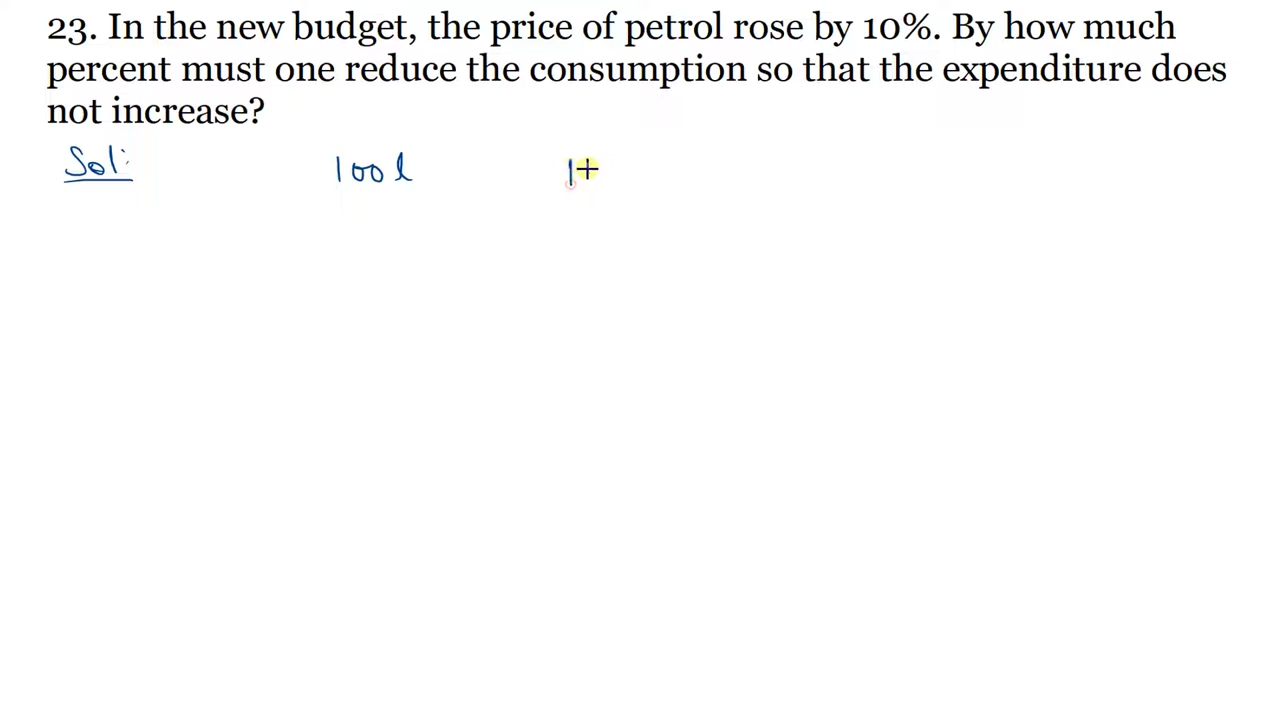 23. In the new budget, the price of petrol rose by 10%. By how much
percent must one reduce the consumption so that the expenditure does
not increase?
Sol: 100 l 1